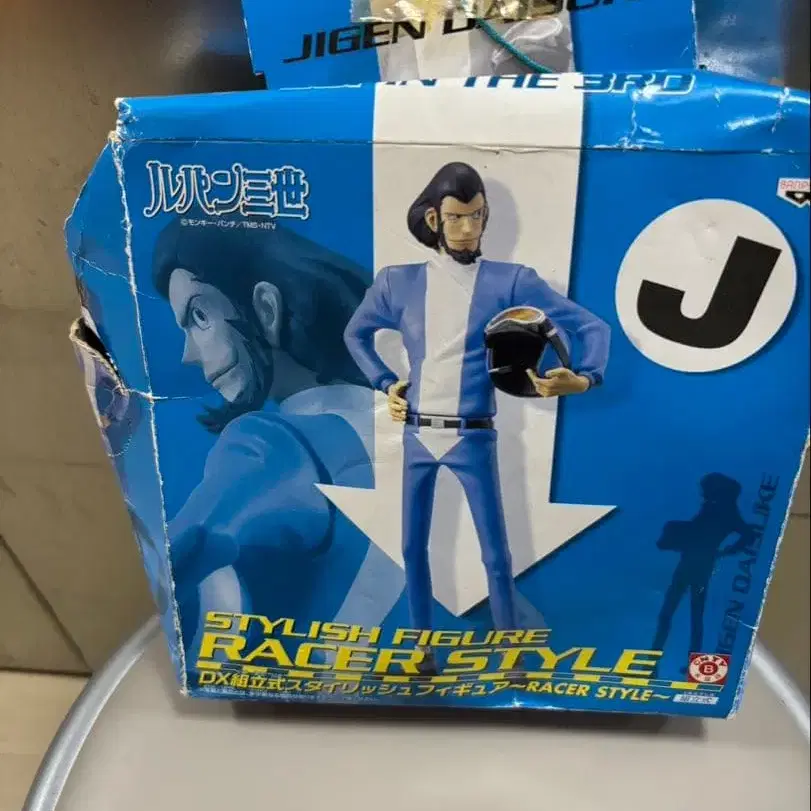 JIGEN DAISUKE
IN THE 3RD
ルパン三世
©モンキー・パンチ/TMS・NTV
BANP
J
JIGEN DAISUKE
STYLISH FIGURE
RACER STYLE
DX組立式スタイリッシュフィギュア〜RACER STYLE〜
B